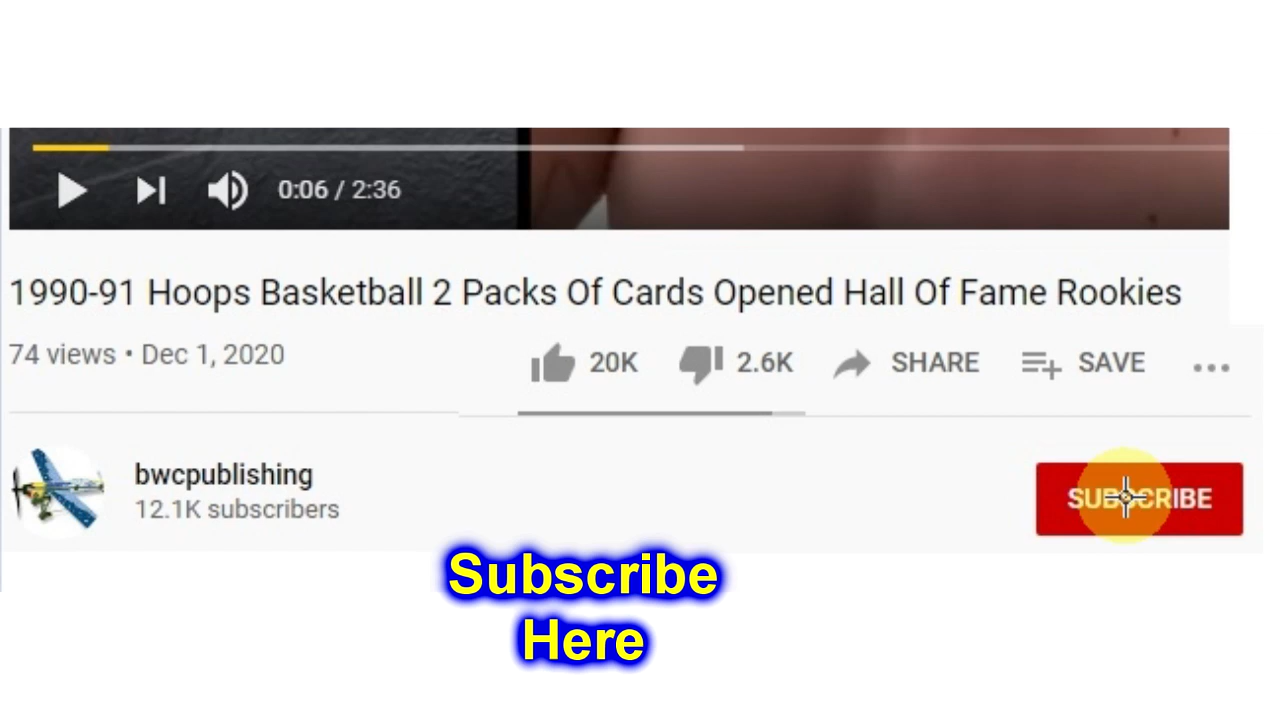 0:06 / 2:36
1990-91 Hoops Basketball 2 Packs Of Cards Opened Hall Of Fame Rookies
74 views • Dec 1, 2020
20K 2.6K SHARE SAVE
bwcpublishing
12.1K subscribers
SUBSCRIBE
Subscribe
Here